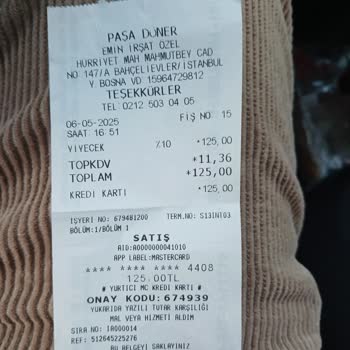 PAŞA DÖNER
EMİN IRŞAT ÖZEL
HÜRRİYET MAH MAHMUTBEY CAD
NO 147/A BAHÇELİEVLER/İSTANBUL
Y.BOSNA VD 15964729812
TEŞEKKÜRLER
TEL 0212 503 04 05
06-05-2025 FİŞ NO: 15
SAAT 16:51
YİYECEK %10 *125,00
TOPKDV *11,36
TOPLAM *125,00
KREDİ KARTI *125,00
İŞYERİ NO: 679481200 TERM.NO: S13INT03
BÖLÜM:1/BÖLÜM 1
SATIŞ
AID:A0000000041010
APP LABEL:MASTERCARD
**** **** **** 4408
125.00TL
# YURTİÇİ MC KREDİ KARTI #
ONAY KODU: 674939
YUKARIDA YAZILI TUTAR KARŞILIĞI
MAL VEYA HİZMETİ ALDIM
SIRA NO: IA000014
REF : 512645225276
BU BELGEYİ SAKLAYINIZ